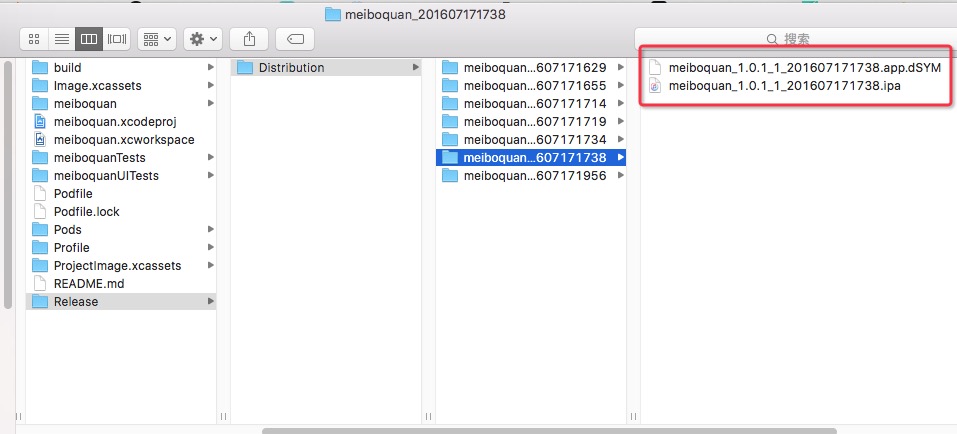 meiboquan_201607171738
搜索
build
Image.xcassets
meiboquan
meiboquan.xcodeproj
meiboquan.xcworkspace
meiboquanTests
meiboquanUITests
Podfile
Podfile.lock
Pods
Profile
ProjectImage.xcassets
README.md
Release
Distribution
meiboquan...607171629
meiboquan...607171655
meiboquan...607171714
meiboquan...607171719
meiboquan...607171734
meiboquan...607171738
meiboquan...607171956
meiboquan_1.0.1_1_201607171738.app.dSYM
meiboquan_1.0.1_1_201607171738.ipa